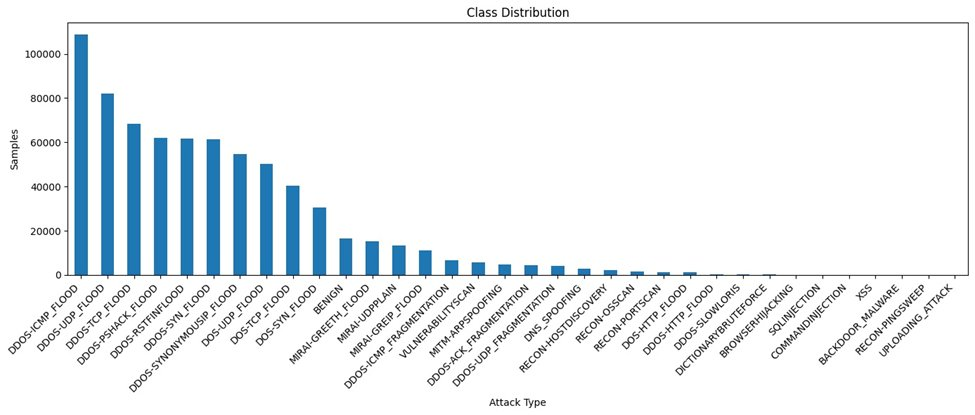 Class Distribution
Samples
100000
80000
60000
40000
20000
0
DDOS-ICMP_FLOOD
DDOS-UDP_FLOOD
DDOS-TCP_FLOOD
DDOS-PSHACK_FLOOD
DDOS-RSTFINFLOOD
DDOS-SYN_FLOOD
DDOS-SYNONYMOUSIP_FLOOD
DOS-UDP_FLOOD
DOS-TCP_FLOOD
DOS-SYN_FLOOD
BENIGN
MIRAI-GREETH_FLOOD
MIRAI-UDPPLAIN
MIRAI-GREIP_FLOOD
DDOS-ICMP_FRAGMENTATION
VULNERABILITYSCAN
MITM-ARPSPOOFING
DDOS-ACK_FRAGMENTATION
DDOS-UDP_FRAGMENTATION
DNS_SPOOFING
RECON-HOSTDISCOVERY
RECON-OSSCAN
RECON-PORTSCAN
DOS-HTTP_FLOOD
DDOS-HTTP_FLOOD
DDOS-SLOWLORIS
DICTIONARYBRUTEFORCE
BROWSERHIJACKING
SQLINJECTION
COMMANDINJECTION
XSS
BACKDOOR_MALWARE
RECON-PINGSWEEP
UPLOADING_ATTACK
Attack Type